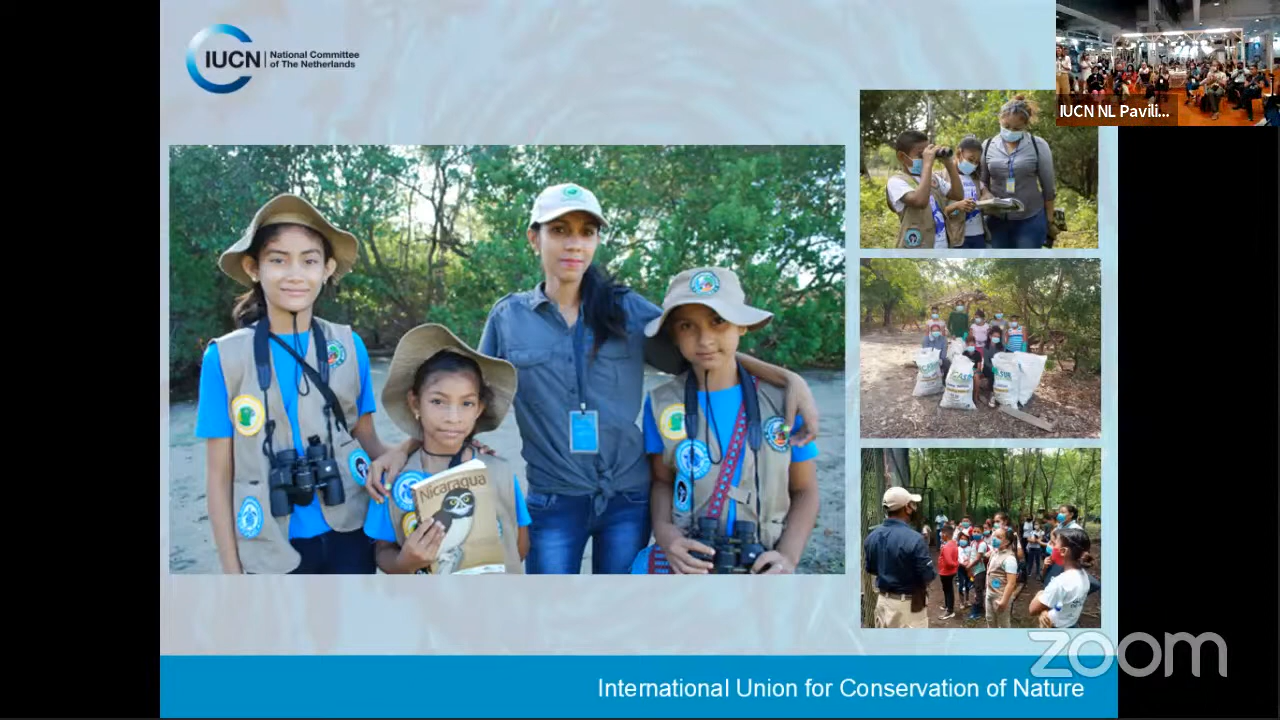 IUCN
National Committee
of The Netherlands
IUCN NL Pavili...
Nicaragua
International Union for Conservation of Nature
zoom